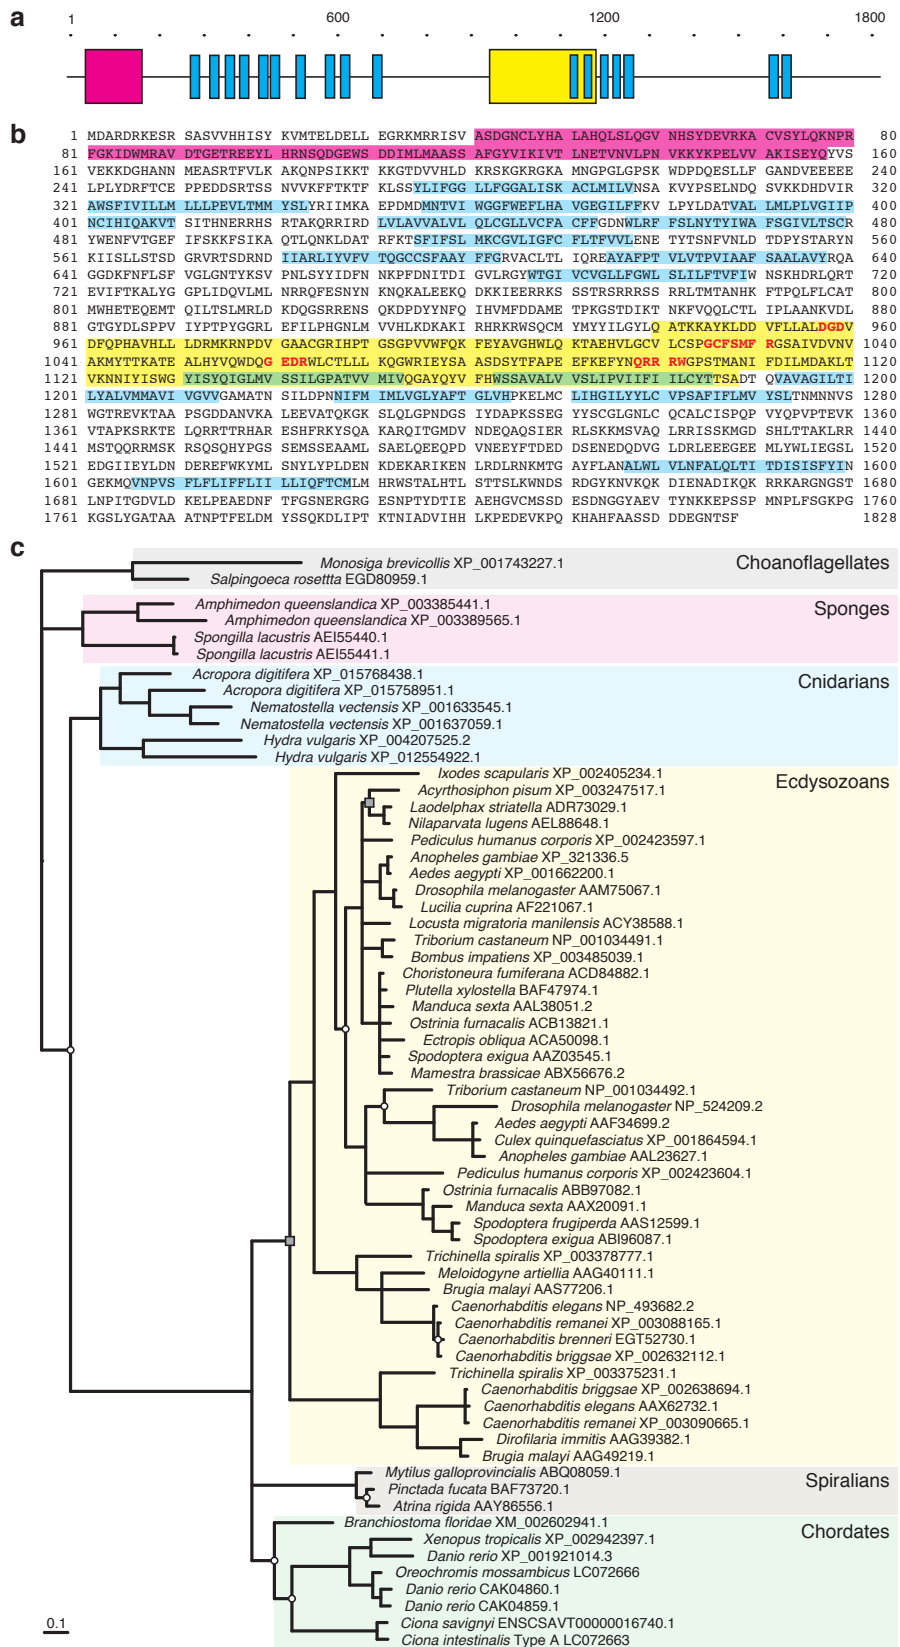 a
1 600 1200 1800
b
1 MDARDRKESR SASVVHHISY KVMTELDELL EGRKMRRISV ASDGNCLYHA LAHQLSLQGV NHSYDEVRKA CVSYLQKNPR 80
81 FGKIDWMRAV DTGETREEYL HRNSQDGEWS DDIMLMAASS AFGYVIKIVT LNETVNVLPN VKKYKPELVV AKISEYQYVS 160
161 VEKKDGHANN MEASRTFVLK AKQNPSIKKT KKGTDVVHLD KRSKGKRGKA MNGPGLGPSK WDPDQESLLF GANDVEEEEE 240
241 LPLYDRFTCE PPEDDSRTSS NVVKFFTKTF KLSSYLIFGG LLFGGALISK ACLMILVNSA KVYPSELNDQ SVKKDHDVIR 320
321 AWSFIVILLM LLLPEVLTMM YSLYRIIMKA EPDMDMNTVI WGGFWEFLHA VGEGILFFKV LPYLDTVALL MLPLVGIIP 400
401 NCIHIQAKVT SITHNERRHS RTAKQRRIRD LVLAVVALVL QLCGLLVCFA CFFGDNWLRF FSLNYTYIWA FSGIVLTSCR 480
481 YWENFVTGEF IFSKKFSIKA QTLQNKLDAT RFKTSFIFSL MKCGVLIGFC FLTFVVLENE TYTSNFVNLD TDPYSTARYN 560
561 KIISLLSTSD GRVRTSDRND IIARLIYVFV TQGCCSFAAY FFGRVACLTL IQREAYAFPT VLVTPVIAAF SAALAVYRQA 640
641 GGDKFNFLSF VGLGNTYKSV PNLSYYIDFN NKPFDNITDI GVLRGYWTGI VCVGLLFGWL SLILFTVFIW NSKHDRLQRT 720
721 EVIFTKALYG GPLIDQVLML NRRQFESNYN KNQKALEEKQ DKKIEERRKS SSTRSRRRSS RRLTMTANHK FTPQLFLCAT 800
801 MWHETEQEMT QILTSLMRLD KDQGSRRENS QKPDDYYNFQ IHVMFDDAME TPKGSTDKIT NKFVQQLCTL INKAGSSVYG 880
881 GTGYDLSPPV IYPTPYGGRL EFILPHGNLM VVHLKDKAKI RHRKRWSQCM YMYYILGYLQ ATKKAYKLDD VFLLALDGDV 960
961 DFQPHAVHLL LDRMKRNPDV GAACGRIHPT GSGPVVWFQK FEYAVGHWLQ KTAEHVLGCV LCSPGCFSMF RGSAIVDVNV 1040
1041 AKMYTTKATE ALHYVQWDQG EDRWLCTLLL KQGWRIEYSA ASDSYTFAPE EFKEFYNQRR RWGPSTMANI FDILMDAKLT 1120
1121 VKNNIYISWG YISYQIGLMV SSILGPATVV MIVQGAYQYV FHWSSAVALV VSLIPVIIFI ILCYTTSADT QVAVAGILTI 1200
1201 LYALVMMAVI VGVVGAMATN SILDPNIFMI MLVGLYAFTG LVHPKELMC LIHGILYYLC VPSAFIFLMV YSLTNMNNVS 1280
1281 WGTREVKTAA PSGDDANVKA LEEVATQKGK SLQLGPNDGS IYDAPKSSEG YYSCGLGNLC QCALCISPQP VYQPVPTEVK 1360
1361 VTAPKSRKTE LQRRTTRHAR ESHFRKYSQA KARQITGMDV NDEQAQSIER RLSKKMSVAQ LRRISSKMGD SHLTTAKLRR 1440
1441 MSTQQRRMSK RSQSQHYPGS SEMSSEAAML SAELQEEQPD VNEEYFTDED DSENEDQDVG LDRLEEEGEE MLYWLIEGSL 1520
1521 EDGIIEYLDN DEREFWKYML SNYLYPLDEN KDEKARIKEN LRDLRNKMTG AYFLANALWL VLNFALQLTI TDISISFYIN 1600
1601 GEKMQVNPVS FLFLIFFLII LLIQFTCMLM HRWSTALHTL STTSLKWNDS RDGYKNVKQK DIENADIKQK RRKARGNGST 1680
1681 NLPITGDVLD KELPEAEDNF TFGSNERGRG ESNPTYDTIE AEHGVCMSSD ESDNGGYAEV TYNKKEPSSP MNPLFSGKPG 1760
1761 KGSLYGATAA ATNPTFELDM YSSQKDLIPT KTNIADVIHH LKPEDEVKPQ KHAHFAASSD DDEGNTSF 1828
c
Monosiga brevicollis XP_001743227.1 Choanoflagellates
Salpingoeca rosettta EGD80959.1
Amphimedon queenslandica XP_003385441.1 Sponges
Amphimedon queenslandica XP_003389565.1
Spongilla lacustris AEI55440.1
Spongilla lacustris AEI55441.1
Acropora digitifera XP_015768438.1 Cnidarians
Acropora digitifera XP_015758951.1
Nematostella vectensis XP_001633545.1
Nematostella vectensis XP_001637059.1
Hydra vulgaris XP_004207525.2
Hydra vulgaris XP_012554922.1
Ixodes scapularis XP_002405234.1 Ecdysozoans
Acyrthosiphon pisum XP_003247517.1
Laodelphax striatella ADR73029.1
Nilaparvata lugens AEL88648.1
Pediculus humanus corporis XP_002423597.1
Anopheles gambiae XP_321336.5
Aedes aegypti XP_001662200.1
Drosophila melanogaster AAM75067.1
Lucilia cuprina AF221067.1
Locusta migratoria manilensis ACY38588.1
Triborium castaneum NP_001034491.1
Bombus impatiens XP_003485039.1
Choristoneura fumiferana ACD84882.1
Plutella xylostella BAF47974.1
Manduca sexta AAL38051.2
Ostrinia furnacalis ACB13821.1
Ectropis obliqua ACA50098.1
Spodoptera exigua AAZ03545.1
Mamestra brassicae ABX56676.2
Triborium castaneum NP_001034492.1
Drosophila melanogaster NP_524209.2
Aedes aegypti AAF34699.2
Culex quinquefasciatus XP_001864594.1
Anopheles gambiae AAL23627.1
Pediculus humanus corporis XP_002423604.1
Ostrinia furnacalis ABB97082.1
Manduca sexta AAX20091.1
Spodoptera frugiperda AAS12599.1
Spodoptera exigua ABI96087.1
Trichinella spiralis XP_003378777.1
Meloidogyne artiellia AAG40111.1
Brugia malayi AAS77206.1
Caenorhabditis elegans NP_493682.2
Caenorhabditis remanei XP_003088165.1
Caenorhabditis brenneri EGT52730.1
Caenorhabditis briggsae XP_002632112.1
Trichinella spiralis XP_003375231.1
Caenorhabditis briggsae XP_002638694.1
Caenorhabditis elegans AAX62732.1
Caenorhabditis remanei XP_003090665.1
Dirofilaria immitis AAG39382.1
Brugia malayi AAG49219.1
Mytilus galloprovincialis ABQ08059.1 Spiralians
Pinctada fucata BAF73720.1
Atrina rigida AAY86556.1
Branchiostoma floridae XM_002602941.1 Chordates
Xenopus tropicalis XP_002942397.1
Danio rerio XP_001921014.3
Oreochromis mossambicus LC072666
Danio rerio CAK04860.1
Danio rerio CAK04859.1
Ciona savignyi ENSCSAVT00000016740.1
Ciona intestinalis Type A LC072663
0.1